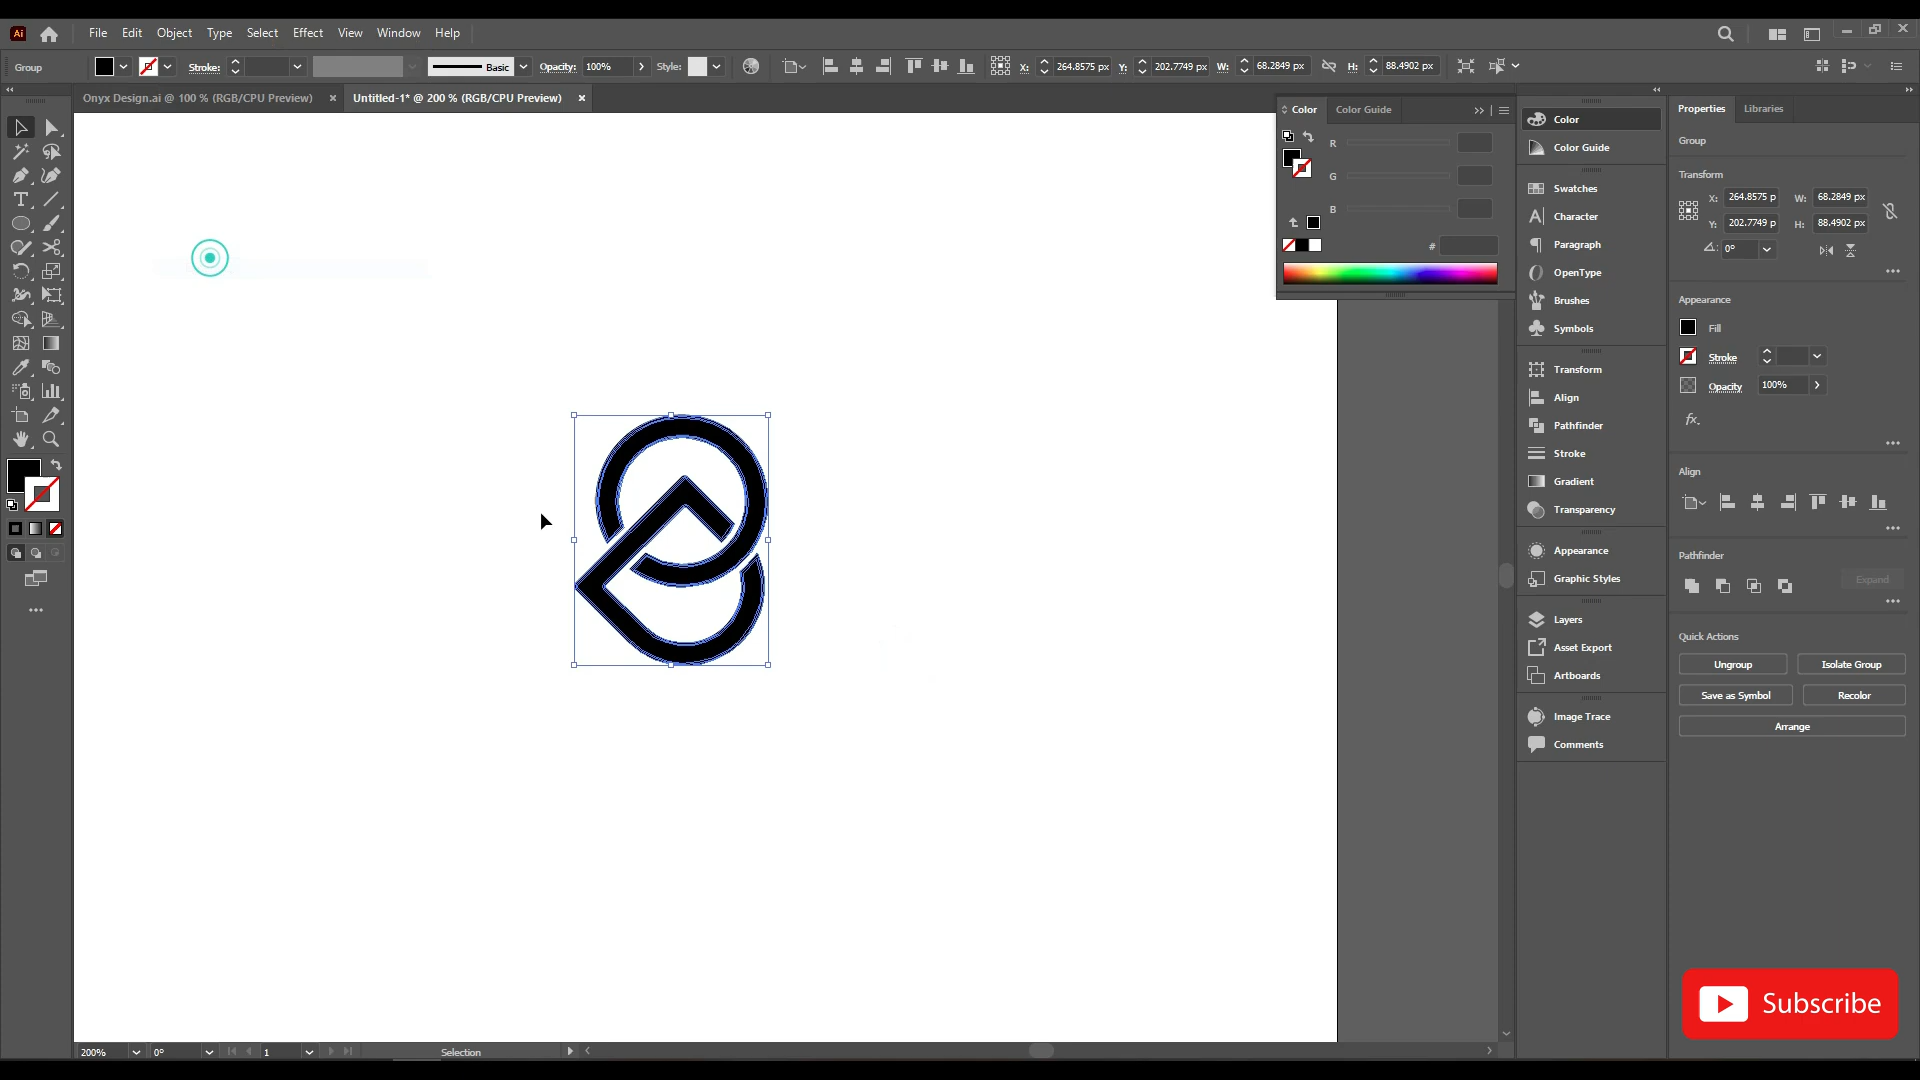 Ai File Edit Object Type Select Effect View Window Help
Group Stroke: Basic Opacity: 100% Style: X: 264.8575 px Y: 202.7749 px W: 68.2849 px H: 88.4902 px
Onyx Design.ai @ 100 % (RGB/CPU Preview) × Untitled-1* @ 200 % (RGB/CPU Preview) ×
Color Color Guide
R
G
B
#
Color
Color Guide
Swatches
Character
Paragraph
OpenType
Brushes
Symbols
Transform
Align
Pathfinder
Stroke
Gradient
Transparency
Appearance
Graphic Styles
Layers
Asset Export
Artboards
Image Trace
Comments
Properties Libraries
Group
Transform
X: 264.8575 p W: 68.2849 px
Y: 202.7749 p H: 88.4902 px
0°
Appearance
Fill
Stroke
Opacity 100%
fx.
Align
Pathfinder
Expand
Quick Actions
Ungroup Isolate Group
Save as Symbol Recolor
Arrange
Subscribe
200% 0° 1 Selection